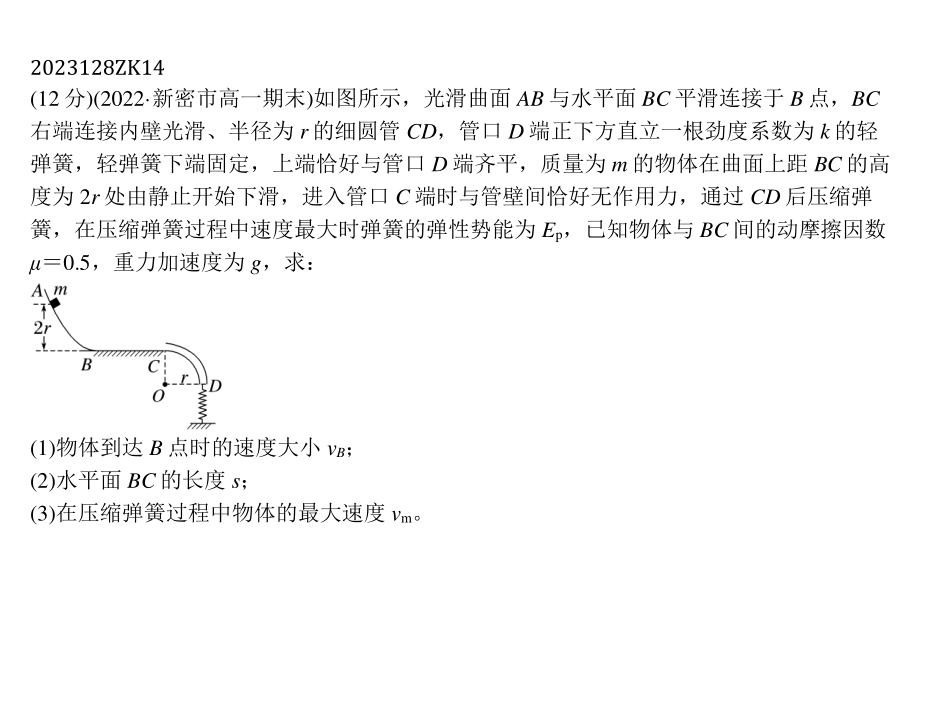 2023128ZK14
(12 分)(2022·新密市高一期末)如图所示，光滑曲面 AB 与水平面 BC 平滑连接于 B 点，BC
右端连接内壁光滑、半径为 r 的细圆管 CD，管口 D 端正下方直立一根劲度系数为 k 的轻
弹簧，轻弹簧下端固定，上端恰好与管口 D 端齐平，质量为 m 的物体在曲面上距 BC 的高
度为 2r 处由静止开始下滑，进入管口 C 端时与管壁间恰好无作用力，通过 CD 后压缩弹
簧，在压缩弹簧过程中速度最大时弹簧的弹性势能为 Ep，已知物体与 BC 间的动摩擦因数
μ＝0.5，重力加速度为 g，求：
A m
2r
B
C
r
D
O
(1)物体到达 B 点时的速度大小 vB；
(2)水平面 BC 的长度 s；
(3)在压缩弹簧过程中物体的最大速度 vm。